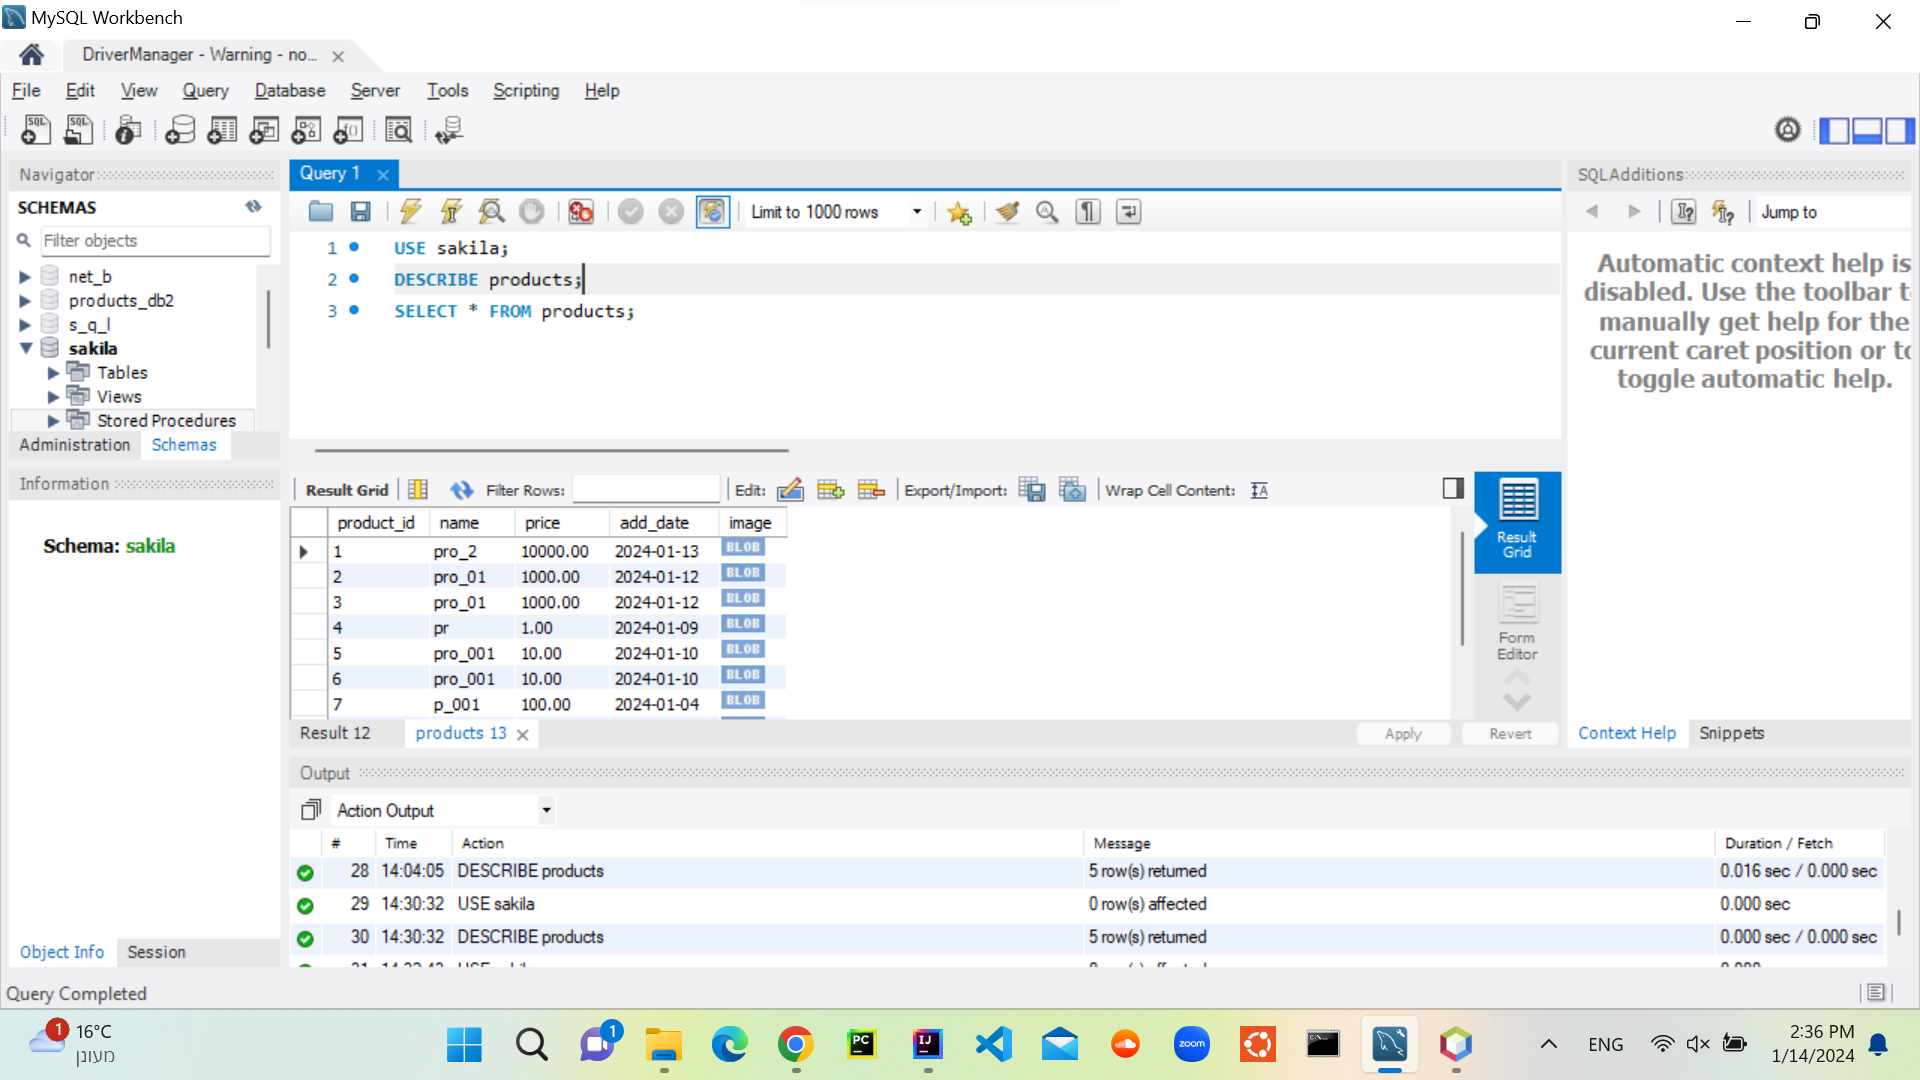 MySQL Workbench
DriverManager - Warning - no...
File Edit View Query Database Server Tools Scripting Help
Navigator
SCHEMAS
Filter objects
net_b
products_db2
s_q_l
sakila
Tables
Views
Stored Procedures
Administration Schemas
Information
Schema: sakila
Object Info Session
Query 1
Limit to 1000 rows
1 USE sakila;
2 DESCRIBE products;
3 SELECT * FROM products;
Result Grid Filter Rows: Edit: Export/Import: Wrap Cell Content:
product_id name price add_date image
1 pro_2 10000.00 2024-01-13 BLOB
2 pro_01 1000.00 2024-01-12 BLOB
3 pro_01 1000.00 2024-01-12 BLOB
4 pr 1.00 2024-01-09 BLOB
5 pro_001 10.00 2024-01-10 BLOB
6 pro_001 10.00 2024-01-10 BLOB
7 p_001 100.00 2024-01-04 BLOB
Result
Grid
Form
Editor
Result 12 products 13 Apply Revert
SQLAdditions
Jump to
Automatic context help is
disabled. Use the toolbar
manually get help for the
current caret position or
toggle automatic help.
Context Help Snippets
Output
Action Output
# Time Action Message Duration / Fetch
28 14:04:05 DESCRIBE products 5 row(s) returned 0.016 sec / 0.000 sec
29 14:30:32 USE sakila 0 row(s) affected 0.000 sec
30 14:30:32 DESCRIBE products 5 row(s) returned 0.000 sec / 0.000 sec
Query Completed
1 16°C
מעונן
1
PC
IJ
zoom
ENG
2:36 PM
1/14/2024